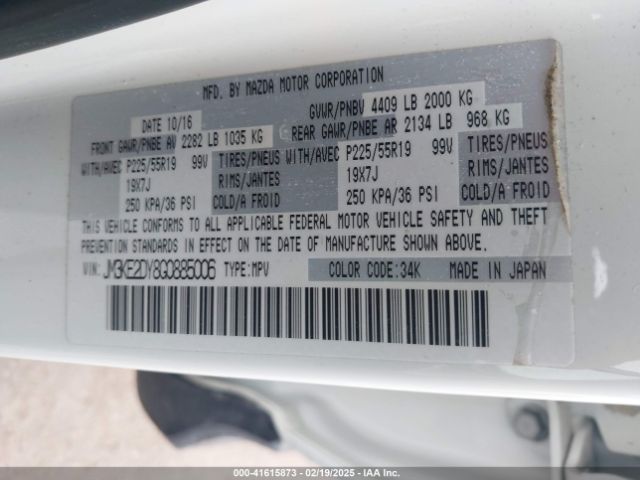 MFD. BY MAZDA MOTOR CORPORATION
DATE 10/16 GVWR/PNBV 4409 LB 2000 KG
FRONT GAWR/PNBE AV 2282 LB 1035 KG REAR GAWR/PNBE AR 2134 LB 968 KG
WITH/AVEC P225/55R19 99V TIRES/PNEUS WITH/AVEC P225/55R19 99V TIRES/PNEUS
19X7J RIMS/JANTES 19X7J RIMS/JANTES
250 KPA/36 PSI COLD/A FROID 250 KPA/36 PSI COLD/A FROID
THIS VEHICLE CONFORMS TO ALL APPLICABLE FEDERAL MOTOR VEHICLE SAFETY AND THEFT
PREVENTION STANDARDS IN EFFECT ON THE DATE OF MANUFACTURE SHOWN ABOVE.
VIN: JM3KE2DY8G0885006 TYPE:MPV COLOR CODE:34K MADE IN JAPAN
000-41615873 - 02/19/2025 - IAA Inc.